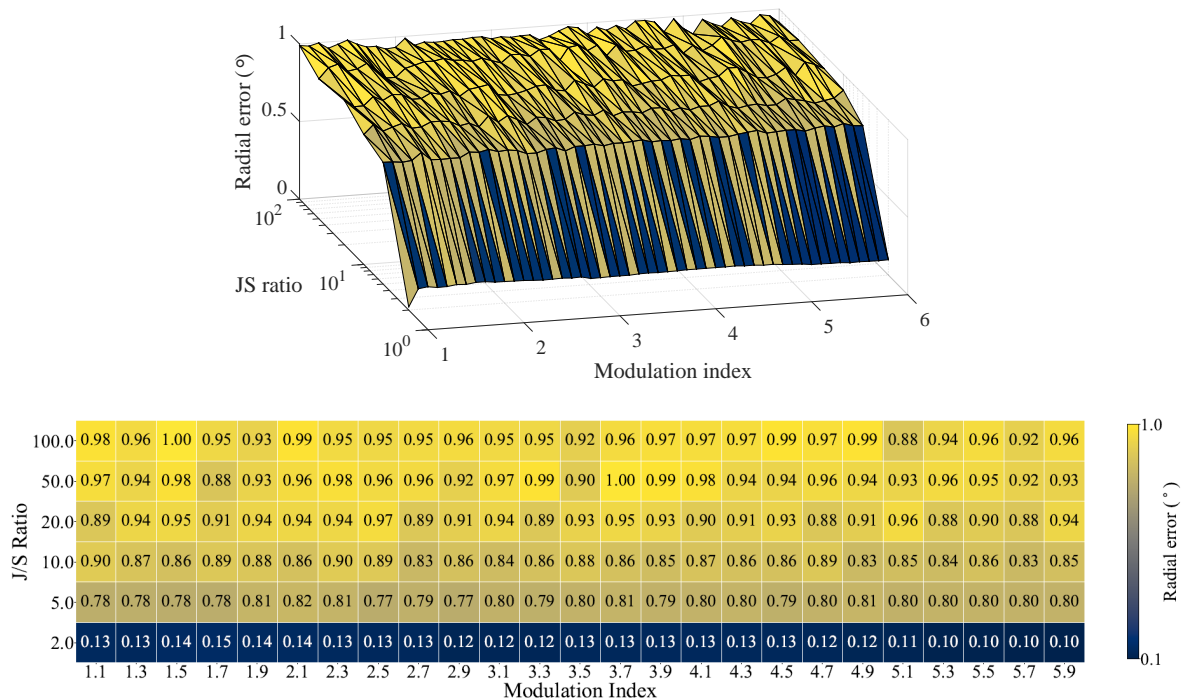 1
0.5
0
Radial error (°)
10²
10¹
10⁰
JS ratio
1
2
3
4
5
6
Modulation index
100.0 0.98 0.96 1.00 0.95 0.93 0.99 0.95 0.95 0.95 0.96 0.95 0.95 0.92 0.96 0.97 0.97 0.97 0.99 0.97 0.99 0.88 0.94 0.96 0.92 0.96
50.0 0.97 0.94 0.98 0.88 0.93 0.96 0.98 0.96 0.96 0.92 0.97 0.99 0.90 1.00 0.99 0.98 0.94 0.94 0.96 0.94 0.93 0.96 0.95 0.92 0.93
20.0 0.89 0.94 0.95 0.91 0.94 0.94 0.94 0.97 0.89 0.91 0.94 0.89 0.93 0.95 0.93 0.90 0.91 0.93 0.88 0.91 0.96 0.88 0.90 0.88 0.94
10.0 0.90 0.87 0.86 0.89 0.88 0.86 0.90 0.89 0.83 0.86 0.84 0.86 0.88 0.86 0.85 0.87 0.86 0.86 0.89 0.83 0.85 0.84 0.86 0.83 0.85
5.0 0.78 0.78 0.78 0.78 0.81 0.82 0.81 0.77 0.79 0.77 0.80 0.79 0.80 0.81 0.79 0.80 0.80 0.79 0.80 0.81 0.80 0.80 0.80 0.80 0.80
2.0 0.13 0.13 0.14 0.15 0.14 0.14 0.13 0.13 0.13 0.12 0.12 0.12 0.13 0.13 0.13 0.13 0.13 0.13 0.12 0.12 0.11 0.10 0.10 0.10 0.10
J/S Ratio
1.1 1.3 1.5 1.7 1.9 2.1 2.3 2.5 2.7 2.9 3.1 3.3 3.5 3.7 3.9 4.1 4.3 4.5 4.7 4.9 5.1 5.3 5.5 5.7 5.9
Modulation Index
1.0
0.1
Radial error (°)